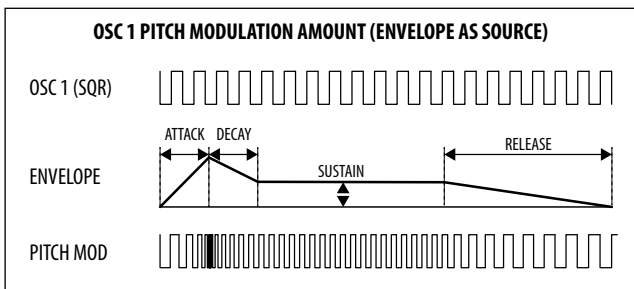 OSC 1 PITCH MODULATION AMOUNT (ENVELOPE AS SOURCE)
OSC 1 (SQR)
ATTACK DECAY RELEASE
ENVELOPE SUSTAIN
PITCH MOD